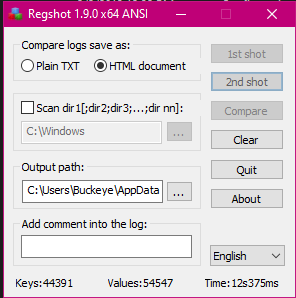 Regshot 1.9.0 x64 ANSI
Compare logs save as:
Plain TXT HTML document
1st shot
2nd shot
Scan dir1[;dir2;dir3;...;dir nn]:
Compare
C:\Windows ...
Clear
Output path:
Quit
C:\Users\Buckeye\AppData ...
About
Add comment into the log:
English
Keys:44391 Values:54547 Time:12s375ms